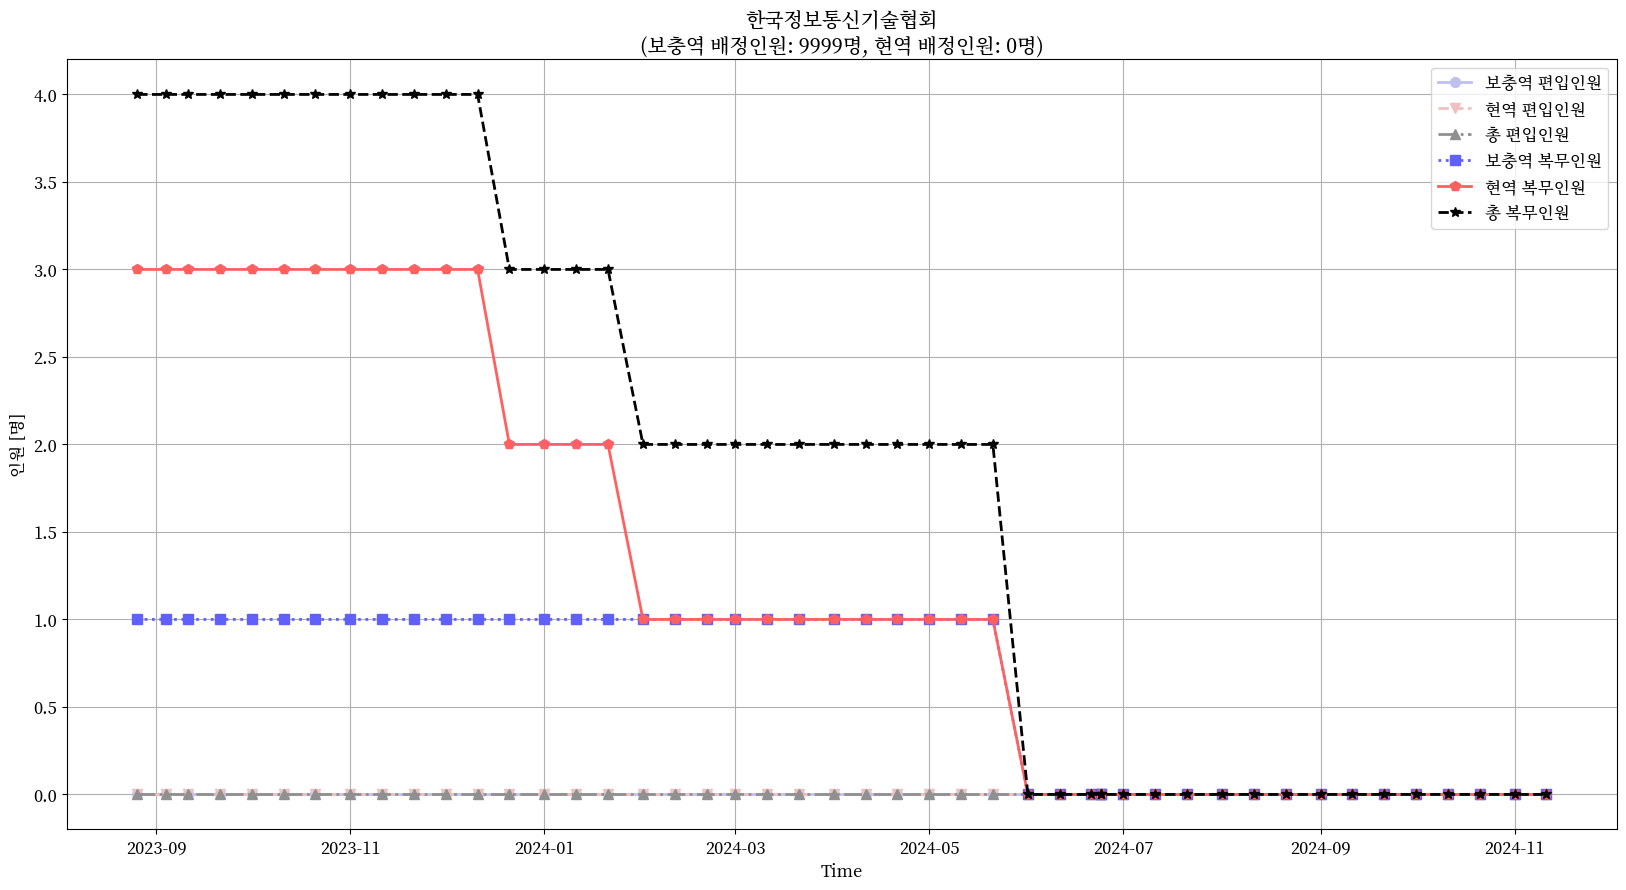 한국정보통신기술협회
(보충역 배정인원: 9999명, 현역 배정인원: 0명)
보충역 편입인원
현역 편입인원
총 편입인원
보충역 복무인원
현역 복무인원
총 복무인원
4.0
3.5
3.0
2.5
2.0
1.5
1.0
0.5
0.0
인원 [명]
2023-09
2023-11
2024-01
2024-03
2024-05
2024-07
2024-09
2024-11
Time